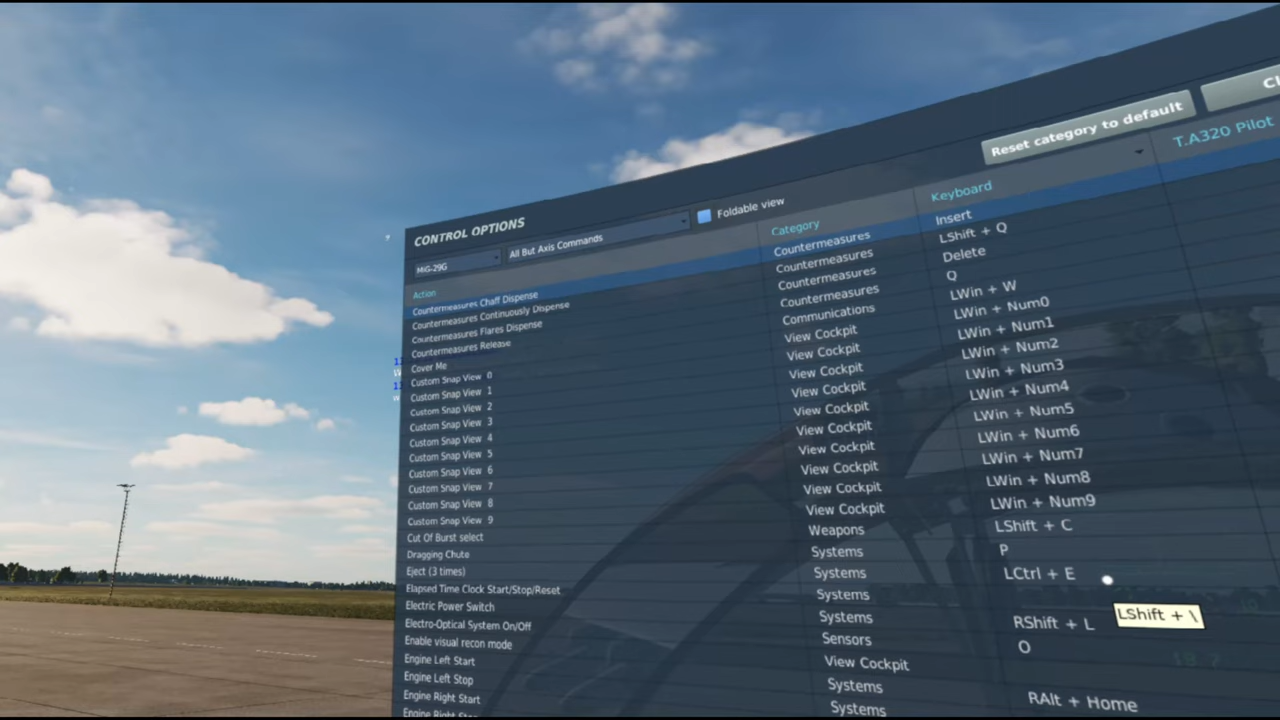 Reset category to default
CONTROL OPTIONS
MiG-29G All But Axis Commands Foldable view
Action Category Keyboard T.A320 Pilot
Countermeasures Chaff Dispense Countermeasures Insert
Countermeasures Continuously Dispense Countermeasures LShift + Q
Countermeasures Flares Dispense Countermeasures Delete
Countermeasures Release Countermeasures Q
Cover Me Communications LWin + W
Custom Snap View 0 View Cockpit LWin + Num0
Custom Snap View 1 View Cockpit LWin + Num1
Custom Snap View 2 View Cockpit LWin + Num2
Custom Snap View 3 View Cockpit LWin + Num3
Custom Snap View 4 View Cockpit LWin + Num4
Custom Snap View 5 View Cockpit LWin + Num5
Custom Snap View 6 View Cockpit LWin + Num6
Custom Snap View 7 View Cockpit LWin + Num7
Custom Snap View 8 View Cockpit LWin + Num8
Custom Snap View 9 View Cockpit LWin + Num9
Cut Of Burst select Weapons LShift + C
Dragging Chute Systems P
Eject (3 times) Systems LCtrl + E
Elapsed Time Clock Start/Stop/Reset Systems
LShift + \
Electric Power Switch Systems RShift + L
Electro-Optical System On/Off Sensors O
Enable visual recon mode View Cockpit
Engine Left Start Systems RAlt + Home
Engine Left Stop Systems
Engine Right Start
Engine Right